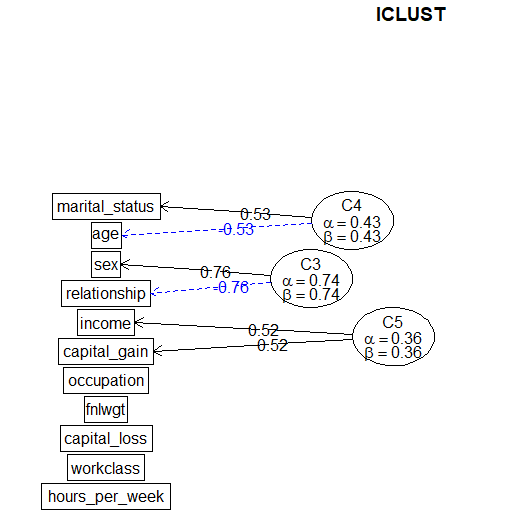 ICLUST
marital_status
0.53
C4
α = 0.43
β = 0.43
age
-0.53
sex
0.76
C3
α = 0.74
β = 0.74
relationship
-0.76
income
0.52
C5
α = 0.36
β = 0.36
capital_gain
0.52
occupation
fnlwgt
capital_loss
workclass
hours_per_week